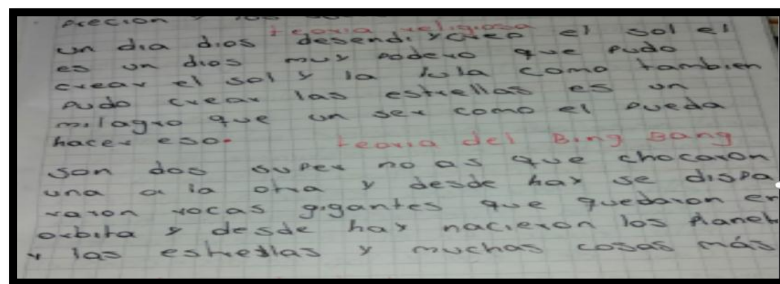 teoria religiosa
un dia dios desendi. y creo el sol el
es un dios muy podero que pudo
crear el sol y la lula como tambien
pudo crear las estrellas es un
milagro que un ser como el pueda
hacer eso.
teoria del Bing Bang
son dos super no as que chocaron
una a la otra y desde hay se dispa
raron rocas gigantes que quedaron en
orbita y desde hay nacieron los planet
y las estrellas y muchas cosas más